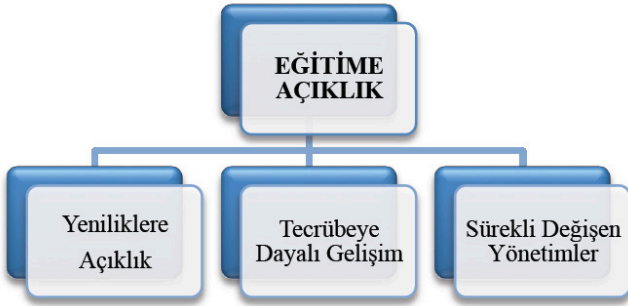 EĞİTİME
AÇIKLIK
Yeniliklere
Açıklık
Tecrübeye
Dayalı Gelişim
Sürekli Değişen
Yönetimler